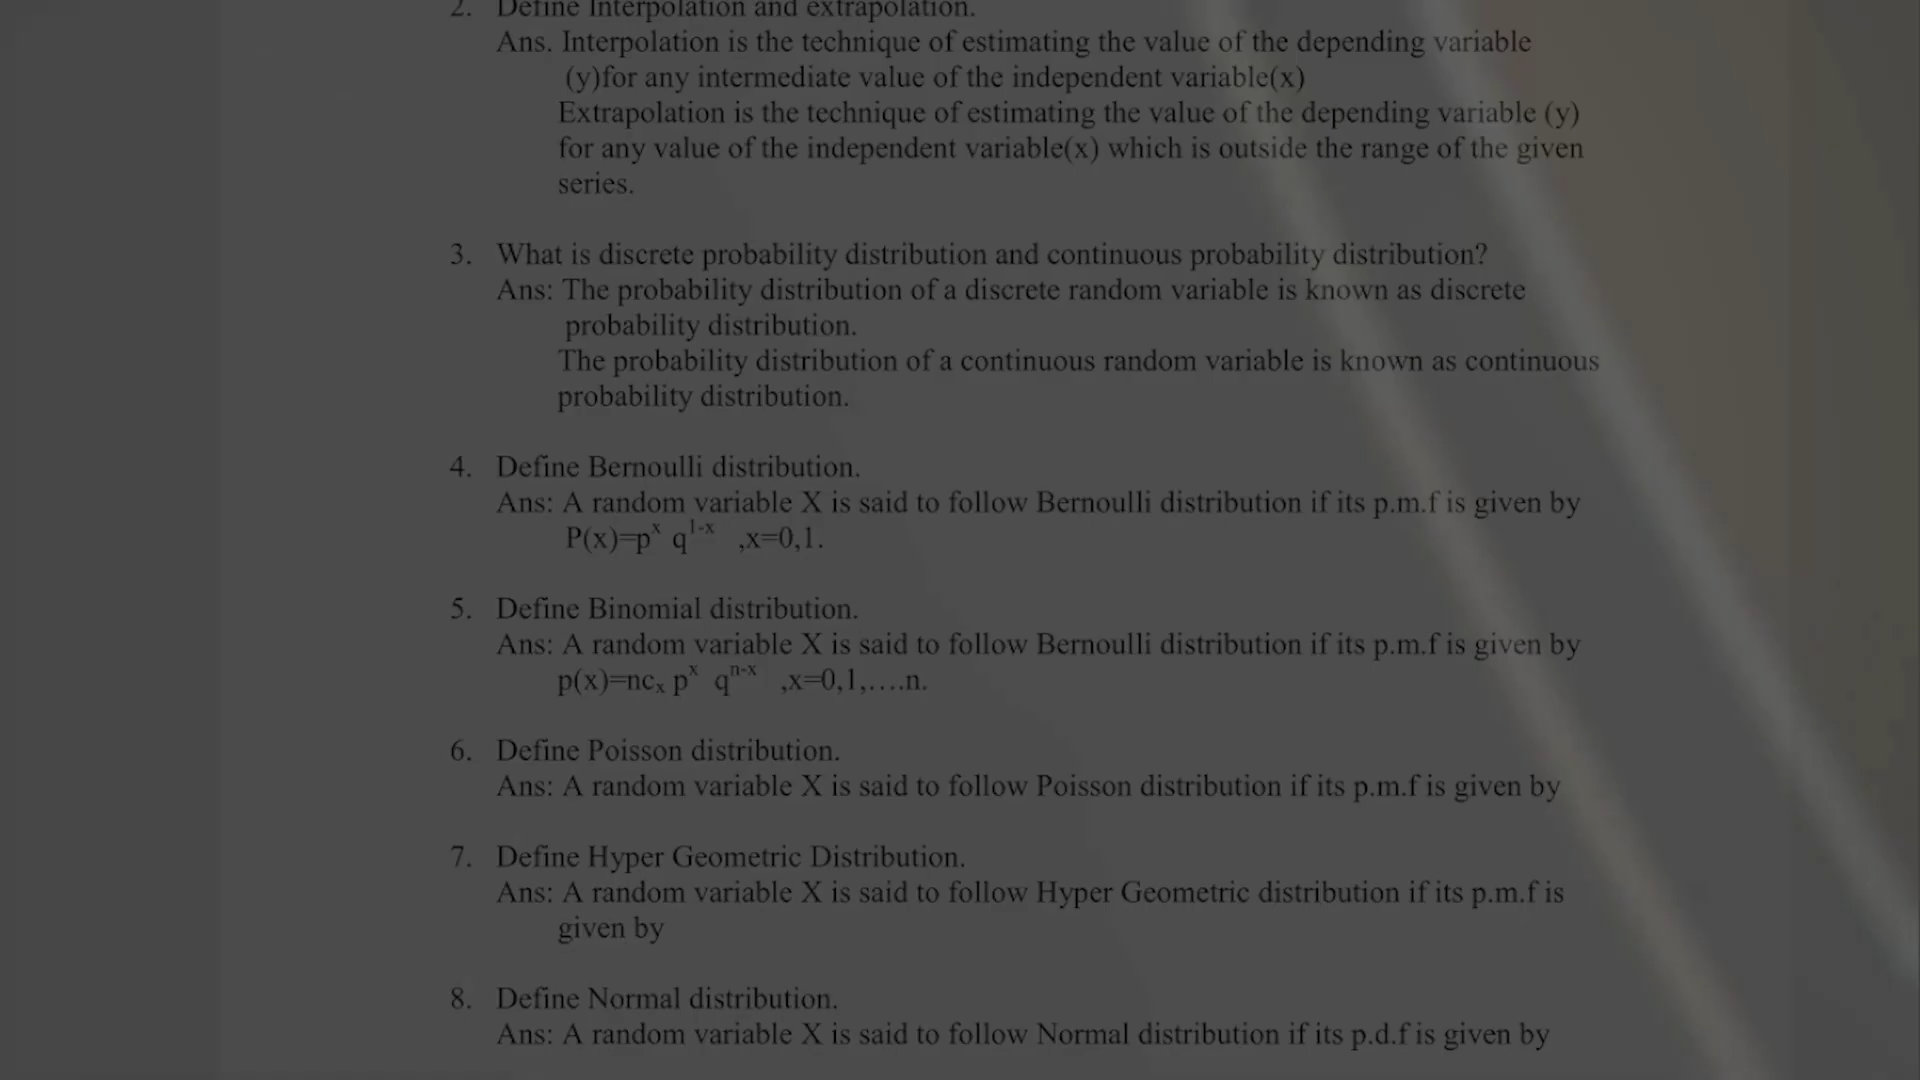 2. Define Interpolation and extrapolation.
Ans. Interpolation is the technique of estimating the value of the depending variable
(y)for any intermediate value of the independent variable(x)
Extrapolation is the technique of estimating the value of the depending variable (y)
for any value of the independent variable(x) which is outside the range of the given
series.
3. What is discrete probability distribution and continuous probability distribution?
Ans: The probability distribution of a discrete random variable is known as discrete
probability distribution.
The probability distribution of a continuous random variable is known as continuous
probability distribution.
4. Define Bernoulli distribution.
Ans: A random variable X is said to follow Bernoulli distribution if its p.m.f is given by
P(x)=pˣ q¹⁻ˣ ,x=0,1.
5. Define Binomial distribution.
Ans: A random variable X is said to follow Bernoulli distribution if its p.m.f is given by
p(x)=ncₓ pˣ qⁿ⁻ˣ ,x=0,1,....n.
6. Define Poisson distribution.
Ans: A random variable X is said to follow Poisson distribution if its p.m.f is given by
7. Define Hyper Geometric Distribution.
Ans: A random variable X is said to follow Hyper Geometric distribution if its p.m.f is
given by
8. Define Normal distribution.
Ans: A random variable X is said to follow Normal distribution if its p.d.f is given by